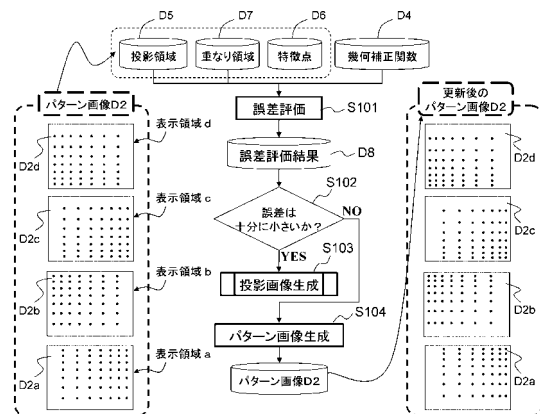 D5
D7
D6
D4
投影領域
重なり領域
特徴点
幾何補正関数
パターン画像D2
更新後の
パターン画像D2
誤差評価
S101
誤差評価結果
D8
S102
誤差は
十分に小さいか？
NO
YES
S103
投影画像生成
S104
パターン画像生成
パターン画像D2
表示領域 d
D2d
表示領域 c
D2c
表示領域 b
D2b
表示領域 a
D2a
D2d
D2c
D2b
D2a